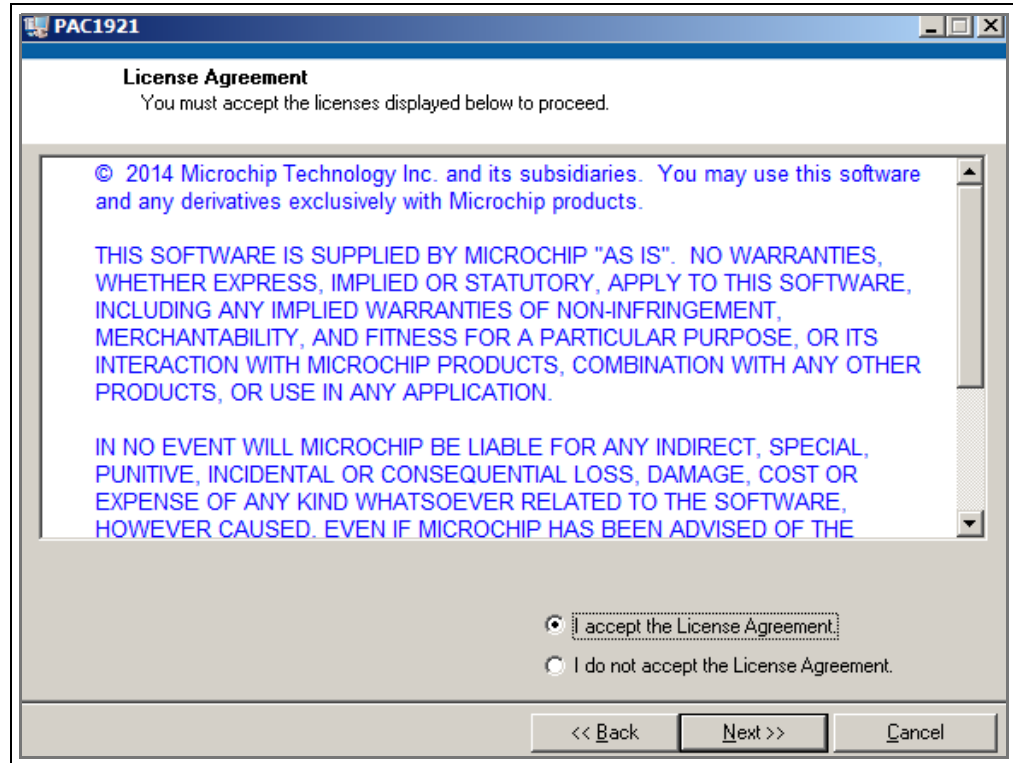 PAC1921
License Agreement
You must accept the licenses displayed below to proceed.
© 2014 Microchip Technology Inc. and its subsidiaries. You may use this software
and any derivatives exclusively with Microchip products.
THIS SOFTWARE IS SUPPLIED BY MICROCHIP "AS IS". NO WARRANTIES,
WHETHER EXPRESS, IMPLIED OR STATUTORY, APPLY TO THIS SOFTWARE,
INCLUDING ANY IMPLIED WARRANTIES OF NON-INFRINGEMENT,
MERCHANTABILITY, AND FITNESS FOR A PARTICULAR PURPOSE, OR ITS
INTERACTION WITH MICROCHIP PRODUCTS, COMBINATION WITH ANY OTHER
PRODUCTS, OR USE IN ANY APPLICATION.
IN NO EVENT WILL MICROCHIP BE LIABLE FOR ANY INDIRECT, SPECIAL,
PUNITIVE, INCIDENTAL OR CONSEQUENTIAL LOSS, DAMAGE, COST OR
EXPENSE OF ANY KIND WHATSOEVER RELATED TO THE SOFTWARE,
HOWEVER CAUSED, EVEN IF MICROCHIP HAS BEEN ADVISED OF THE
I accept the License Agreement.
I do not accept the License Agreement.
<< Back Next >> Cancel